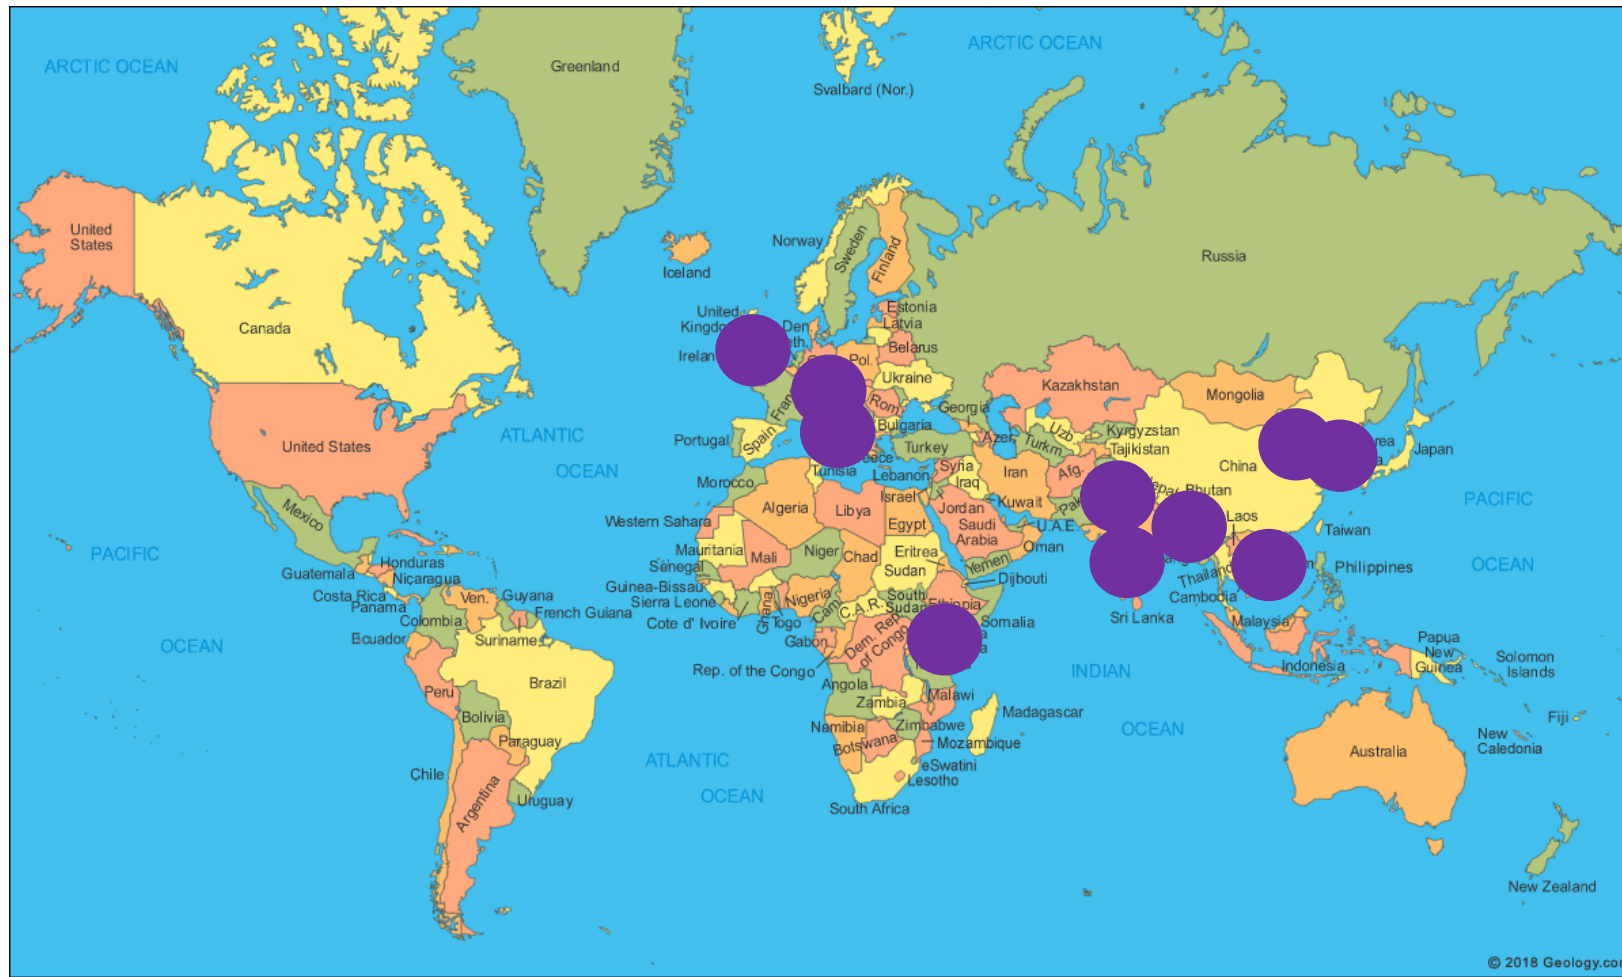 ARCTIC OCEAN
ARCTIC OCEAN
Greenland
Svalbard (Nor.)
United
States
Canada
Iceland
Norway
Sweden
Finland
Russia
United
Estonia
Den.
Latvia
Belarus
Pol.
Ukraine
Kazakhstan
Mongolia
Rom.
Georgia
United States
ATLANTIC
OCEAN
Portugal
Spain
Bulgaria
Turkey
Azer.
Uzb.
Turkm.
Kyrgyzstan
Tajikistan
China
Japan
Tunisia
Syria
Lebanon
Iraq
Iran
Afg.
Morocco
Algeria
Libya
Israel
Egypt
Jordan
Kuwait
Saudi
Arabia
U.A.E.
Oman
Bhutan
Laos
Taiwan
PACIFIC
OCEAN
Mexico
Western Sahara
Mauritania
Mali
Niger
Chad
Eritrea
Sudan
Yemen
Dijbouti
Thailand
Cambodia
Philippines
PACIFIC
OCEAN
Honduras
Guatemala
Nicaragua
Costa Rica
Panama
Ven.
Guyana
French Guiana
Colombia
Suriname
Ecuador
Senegal
Guinea-Bissau
Sierra Leone
Cote d' Ivoire
Ghana
Togo
Nigeria
Cam.
C.A.R.
South
Sudan
Ethiopia
Somalia
Sri Lanka
Malaysia
Indonesia
Papua
New
Guinea
Solomon
Islands
Gabon
Rep. of the Congo
Dem. Rep.
of Congo
Peru
Brazil
Bolivia
Paraguay
Chile
Argentina
Uruguay
Angola
Zambia
Malawi
Namibia
Zimbabwe
Botswana
Mozambique
Madagascar
eSwatini
Lesotho
South Africa
ATLANTIC
OCEAN
INDIAN
OCEAN
Australia
Fiji
New
Caledonia
New Zealand
© 2018 Geology.com